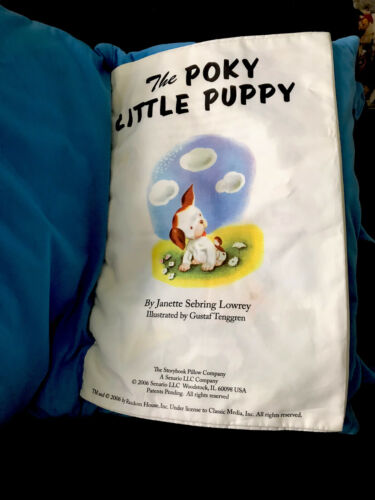 The POKY
LITTLE PUPPY
By Janette Sebring Lowrey
Illustrated by Gustaf Tenggren
The Storybook Pillow Company
A Senario LLC Company
© 2006 Senario LLC Woodstock, IL 60098 USA
Patents Pending. All rights reserved.
TM and © 2006 by Random House, Inc. Under license to Classic Media, Inc. All rights reserved.